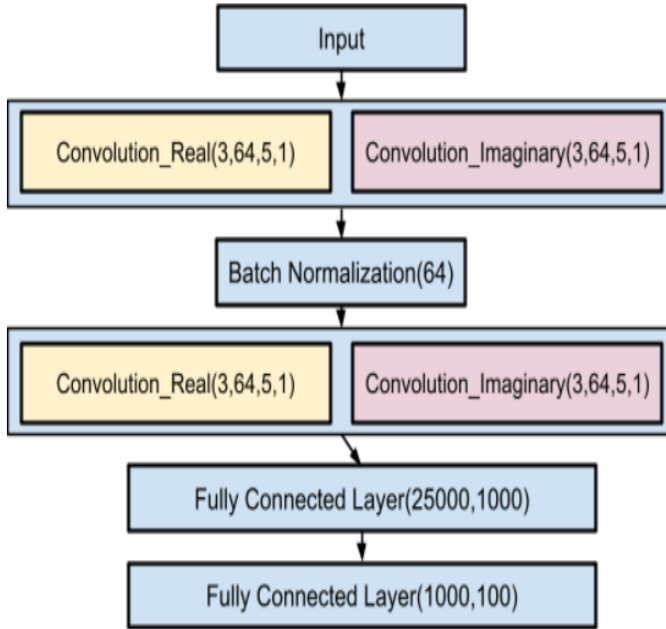 Input
Convolution_Real(3,64,5,1)
Convolution_Imaginary(3,64,5,1)
Batch Normalization(64)
Convolution_Real(3,64,5,1)
Convolution_Imaginary(3,64,5,1)
Fully Connected Layer(25000,1000)
Fully Connected Layer(1000,100)